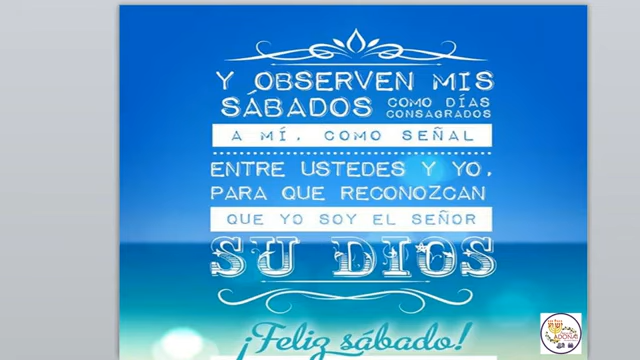 Y OBSERVEN MIS
SÁBADOS COMO DÍAS CONSAGRADOS
A MÍ, COMO SEÑAL
ENTRE USTEDES Y YO,
PARA QUE RECONOZCAN
QUE YO SOY EL SEÑOR
SU DIOS
¡Feliz sábado!